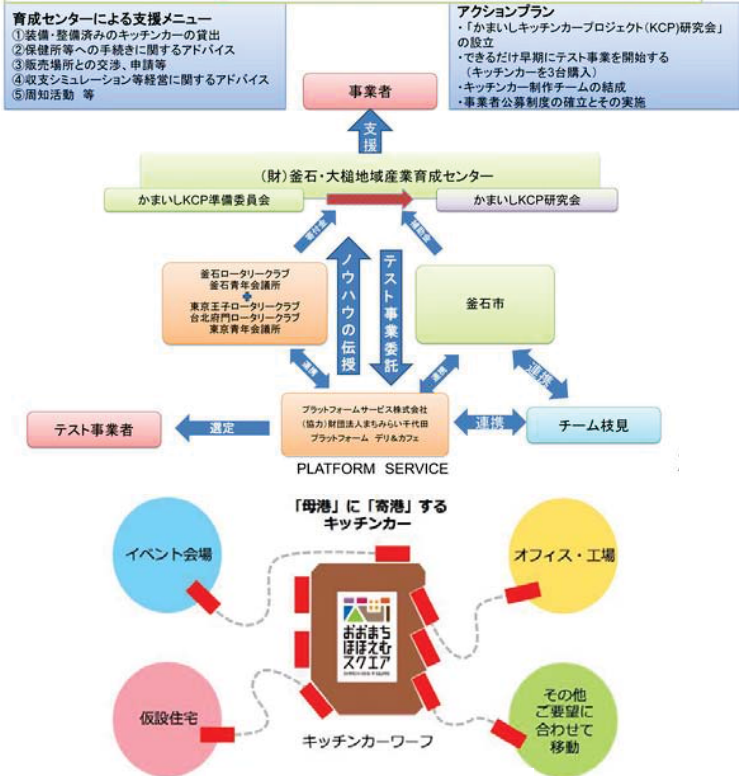 育成センターによる支援メニュー
①装備・整備済みのキッチンカーの貸出
②保健所等への手続きに関するアドバイス
③販売場所との交渉、申請等
④収支シミュレーション等経営に関するアドバイス
⑤周知活動 等
アクションプラン
・「かまいしキッチンカープロジェクト(KCP)研究会」
の設立
・できるだけ早期にテスト事業を開始する
(キッチンカーを3台購入)
・キッチンカー制作チームの結成
・事業者公募制度の確立とその実施
事業者
支援
(財)釜石・大槌地域産業育成センター
かまいしKCP準備委員会
かまいしKCP研究会
寄付金
補助金
釜石ロータリークラブ
釜石青年会議所
東京王子ロータリークラブ
台北府門ロータリークラブ
東京青年会議所
ノウハウの伝授
テスト事業委託
釜石市
連携
連携
連携
テスト事業者
選定
プラットフォームサービス株式会社
(協力)財団法人まちみらい千代田
プラットフォーム デリ&カフェ
連携
チーム枝見
PLATFORM SERVICE
「母港」に「寄港」する
キッチンカー
イベント会場
オフィス・工場
おおまち
ほほえむ
スクエア
仮設住宅
キッチンカーワーフ
その他
ご要望に
合わせて
移動